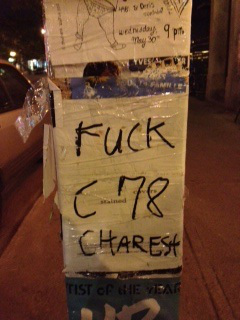 wednesday
May 30th 9 pm
FUCK
C 78
CHAREST
TIST OF THE YEAR